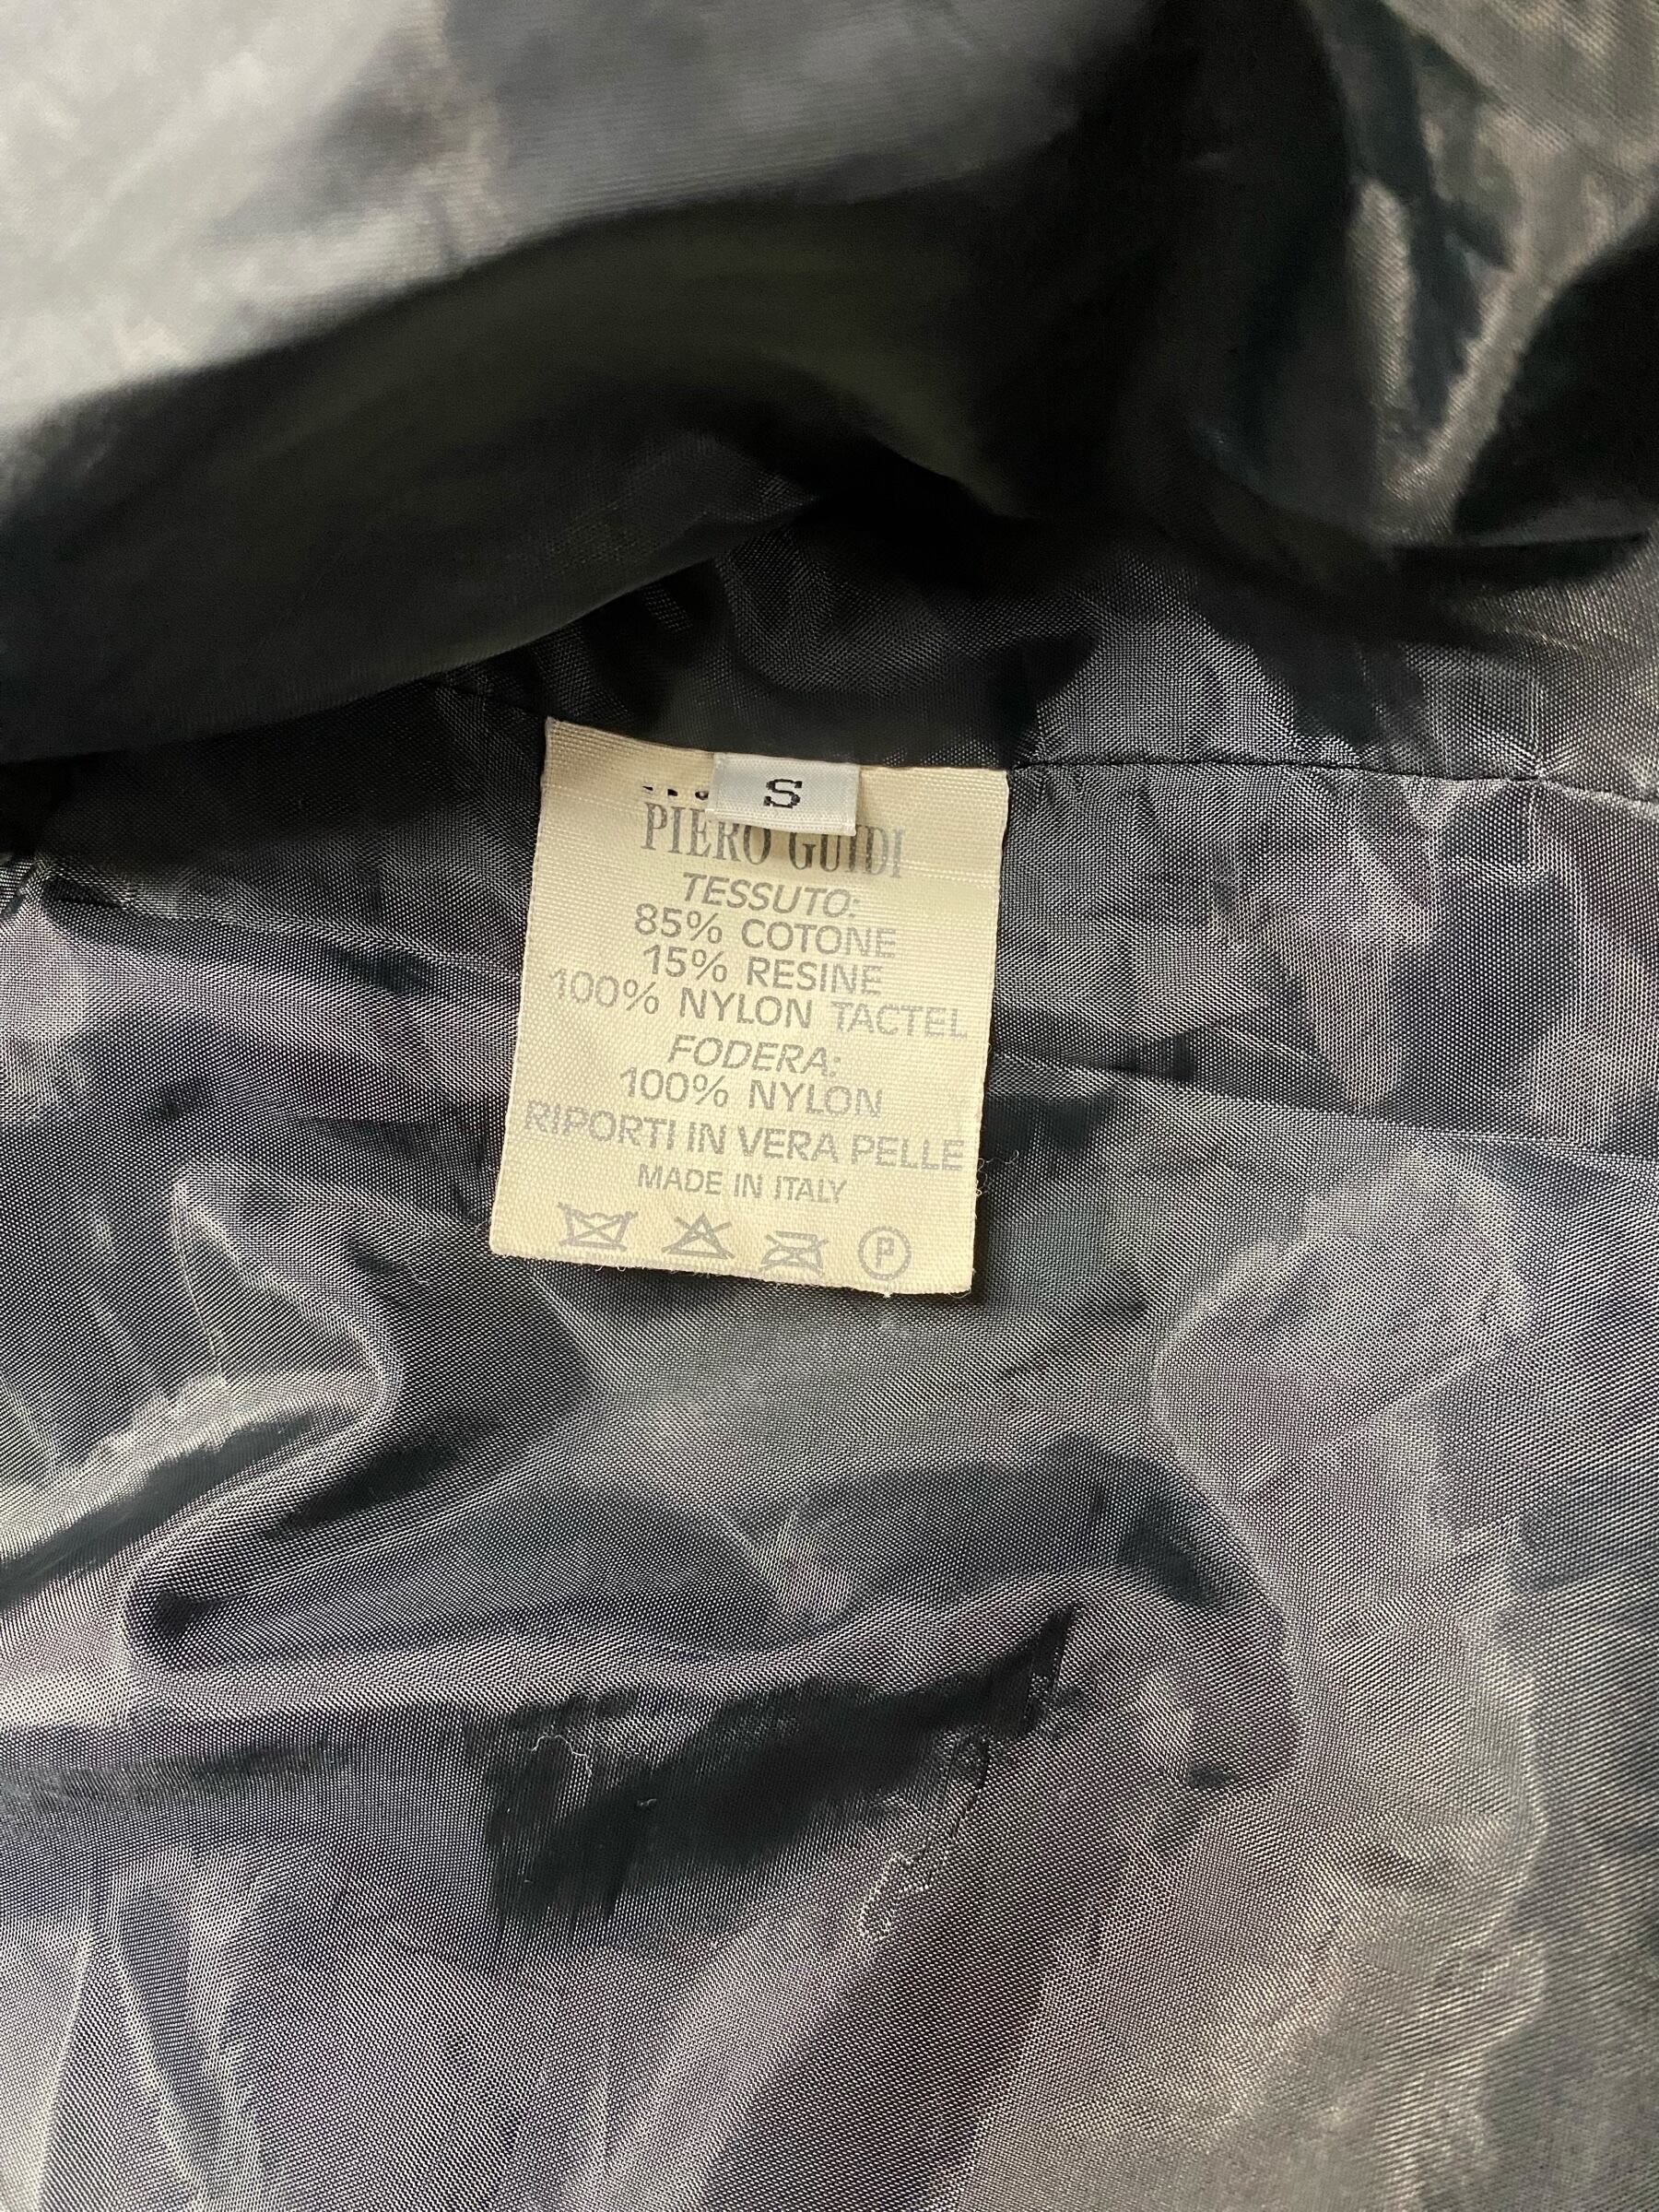 S
PIERO GUIDI
TESSUTO:
85% COTONE
15% RESINE
100% NYLON TACTEL
FODERA:
100% NYLON
RIPORTI IN VERA PELLE
MADE IN ITALY
P